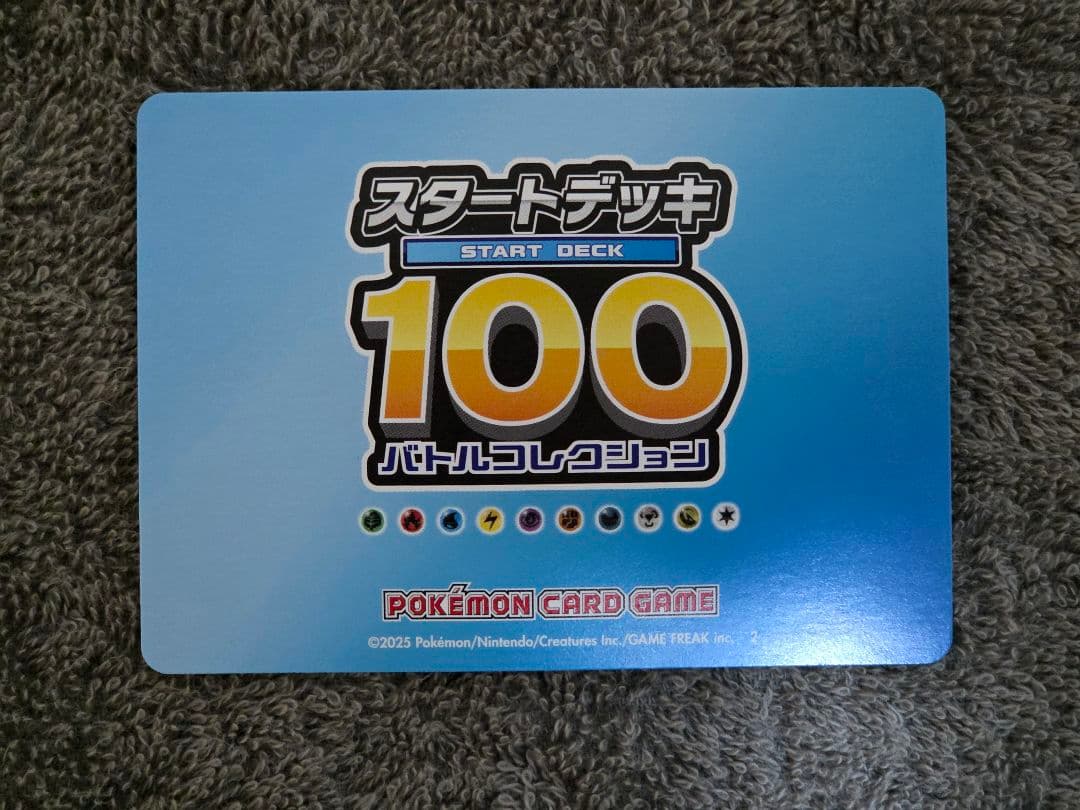 スタートデッキ
START DECK
100
バトルコレクション
POKÉMON CARD GAME
©2025 Pokémon/Nintendo/Creatures Inc./GAME FREAK inc. 2